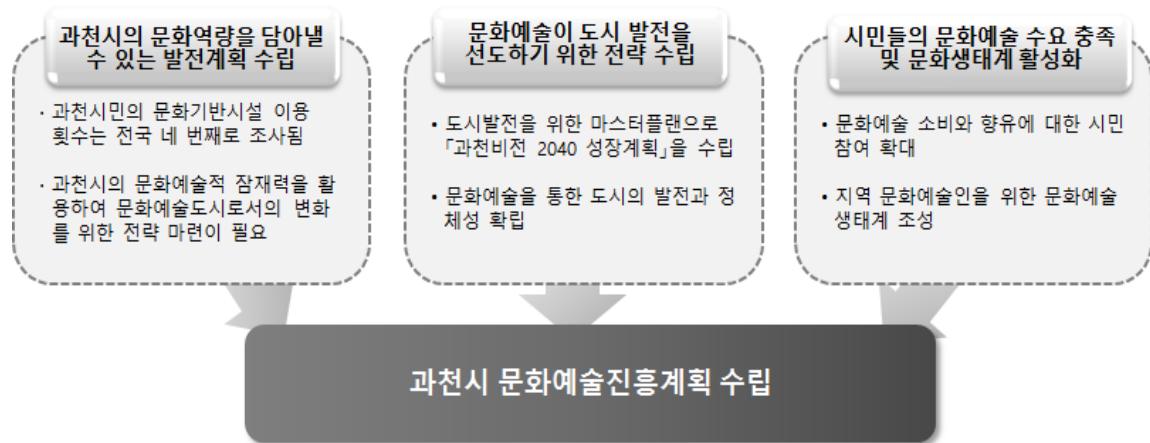 과천시의 문화역량을 담아낼
수 있는 발전계획 수립
· 과천시민의 문화기반시설 이용
횟수는 전국 네 번째로 조사됨
· 과천시의 문화예술적 잠재력을 활
용하여 문화예술도시로서의 변화
를 위한 전략 마련이 필요
문화예술이 도시 발전을
선도하기 위한 전략 수립
• 도시발전을 위한 마스터플랜으로
「과천비전 2040 성장계획」을 수립
• 문화예술을 통한 도시의 발전과 정
체성 확립
시민들의 문화예술 수요 충족
및 문화생태계 활성화
• 문화예술 소비와 향유에 대한 시민
참여 확대
• 지역 문화예술인을 위한 문화예술
생태계 조성
과천시 문화예술진흥계획 수립